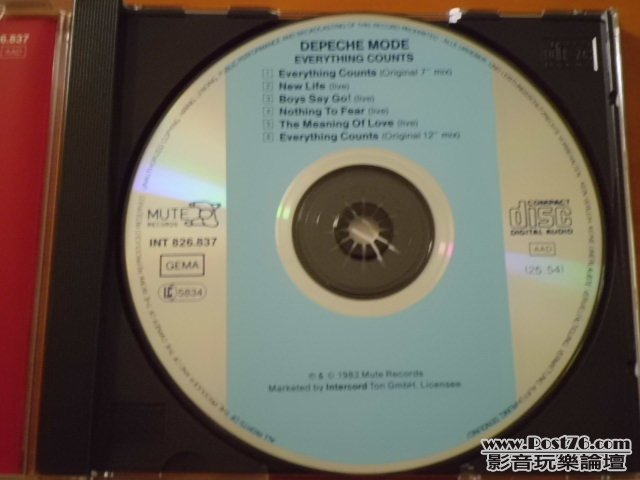 6.837
AAD
DEPECHE MODE
EVERYTHING COUNTS
1 Everything Counts (Original 7" mix)
2 New Life (live)
3 Boys Say Go! (live)
4 Nothing To Fear (live)
5 The Meaning Of Love (live)
6 Everything Counts (Original 12" mix)
MUTE
RECORDS
INT 826.837
GEMA
LC 5834
COMPACT
disc
DIGITAL AUDIO
AAD
(25:54)
℗ & © 1983 Mute Records
Marketed by Intercord Ton GmbH, Licensee
www.Post76.com
影音玩樂論壇